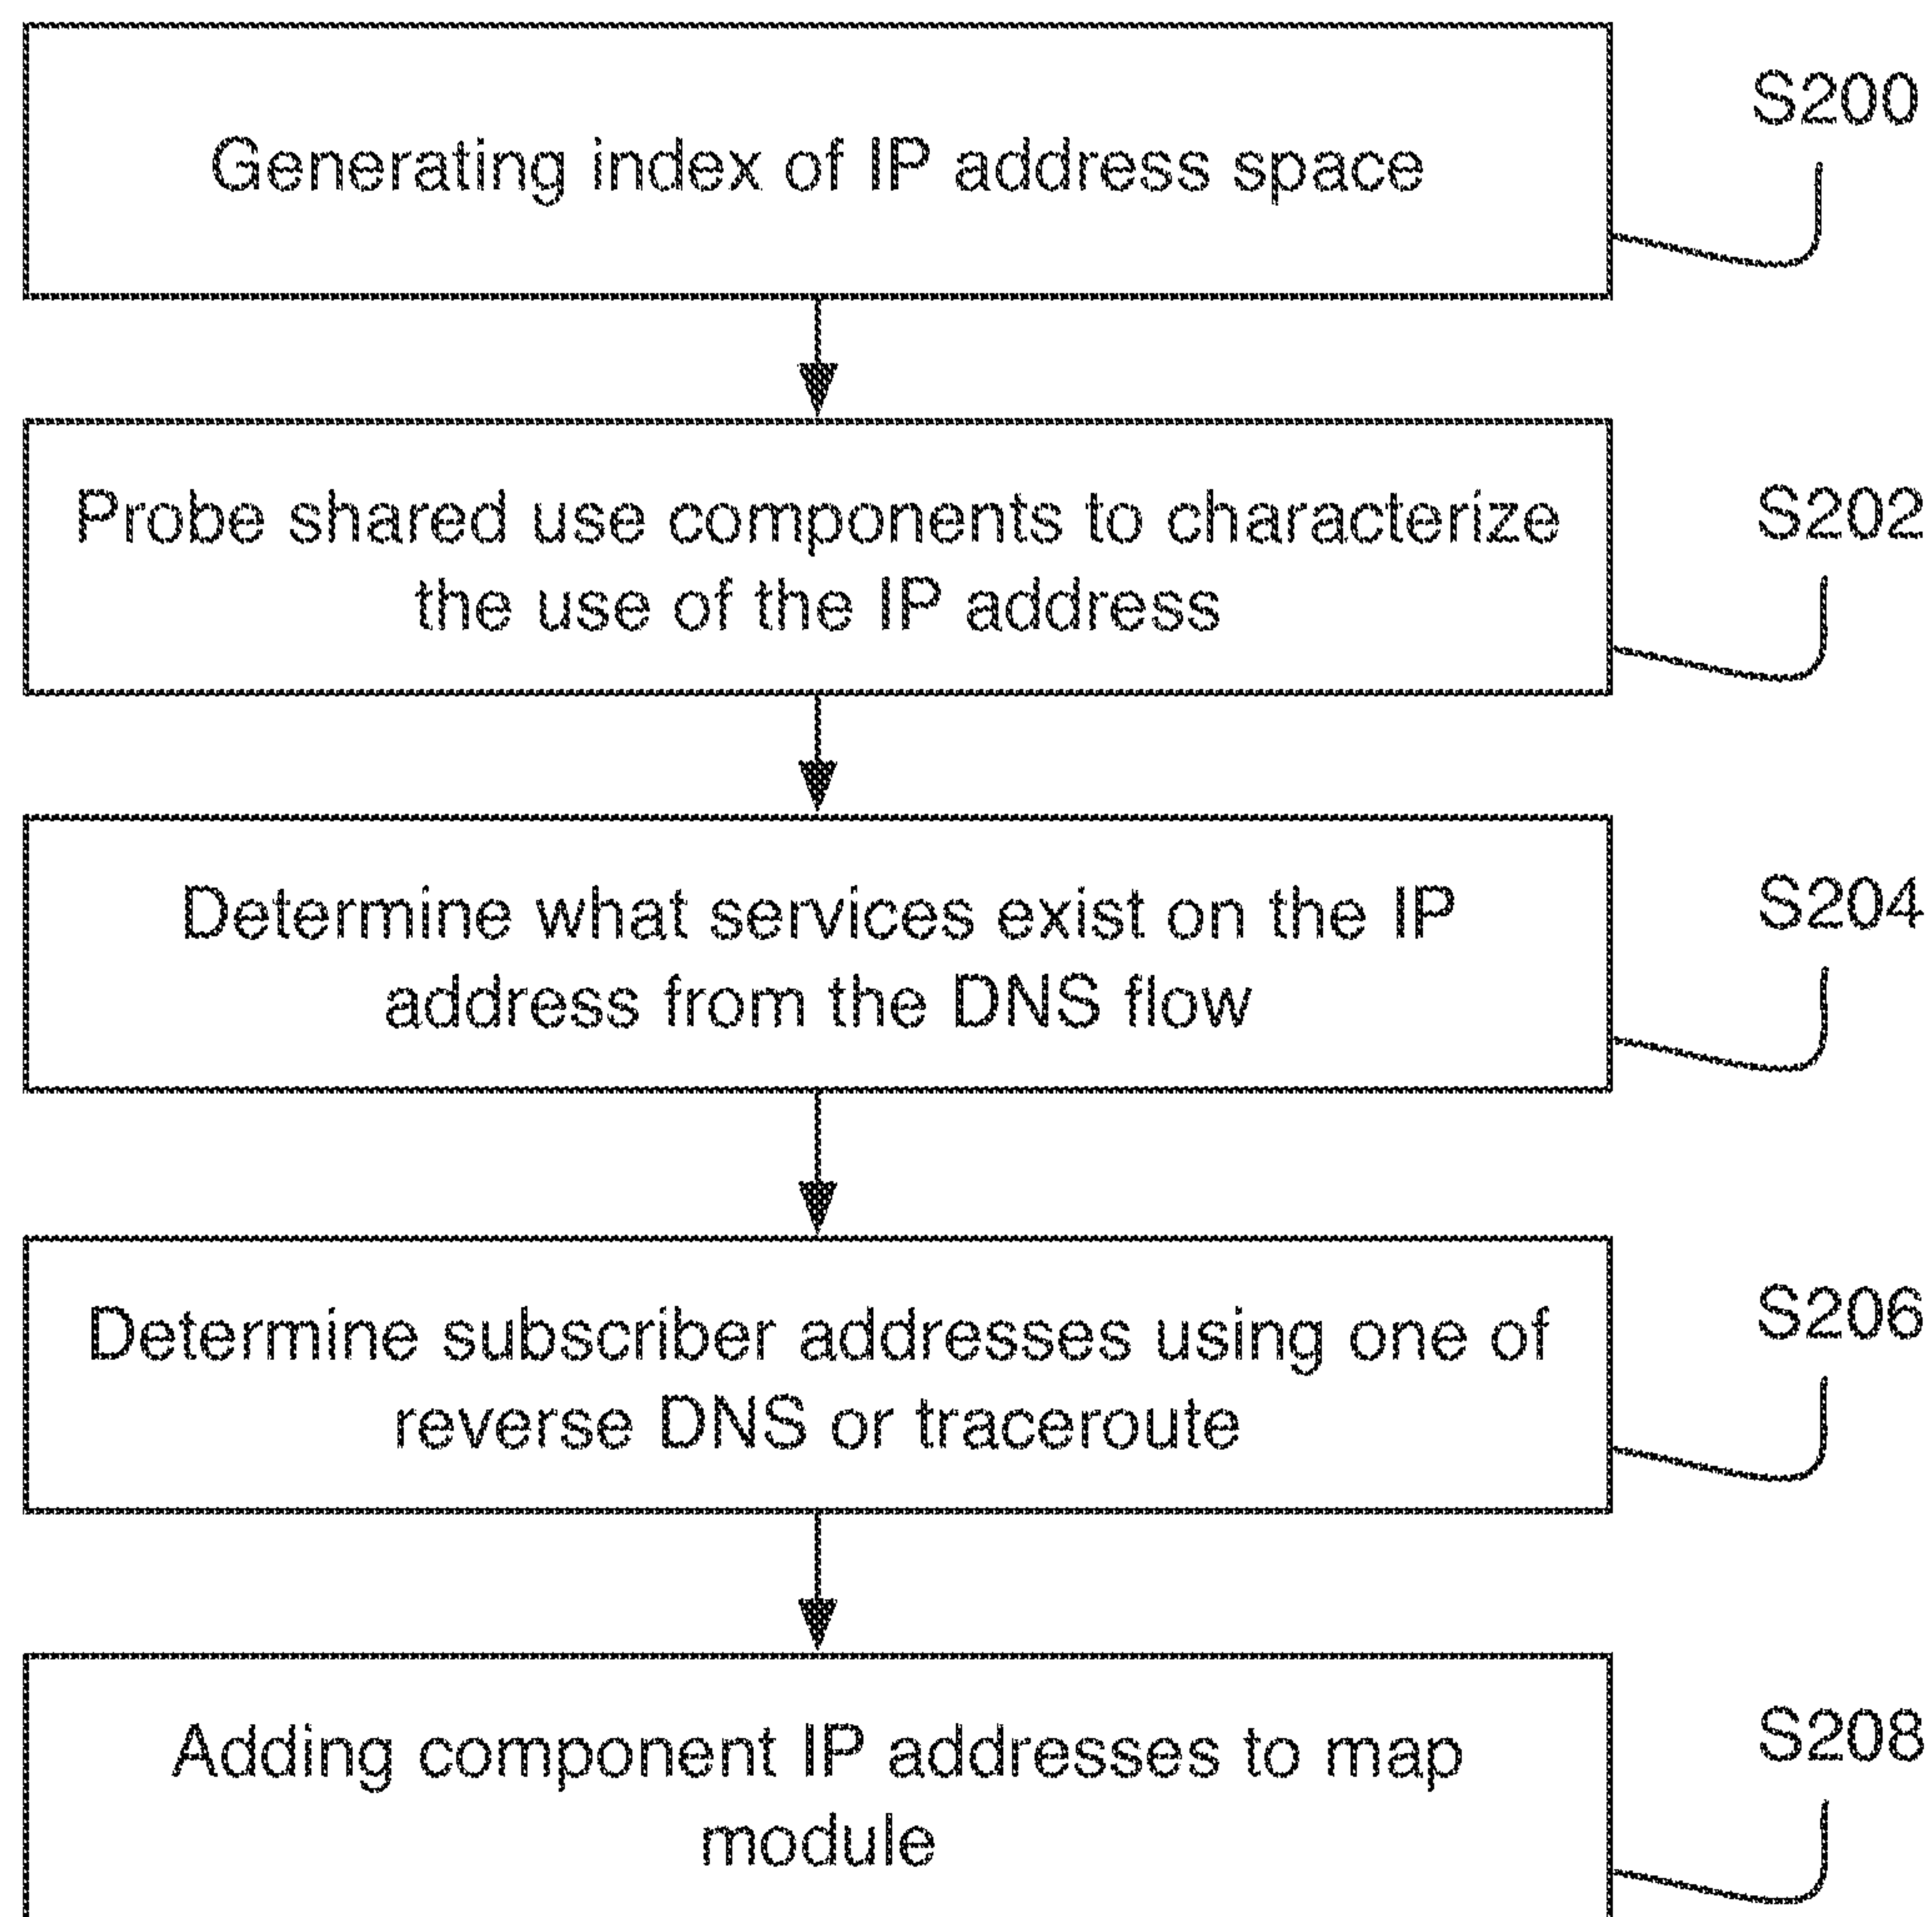 Generating index of IP address space
S200
Probe shared use components to characterize
the use of the IP address
S202
Determine what services exist on the IP
address from the DNS flow
S204
Determine subscriber addresses using one of
reverse DNS or traceroute
S206
Adding component IP addresses to map
module
S208